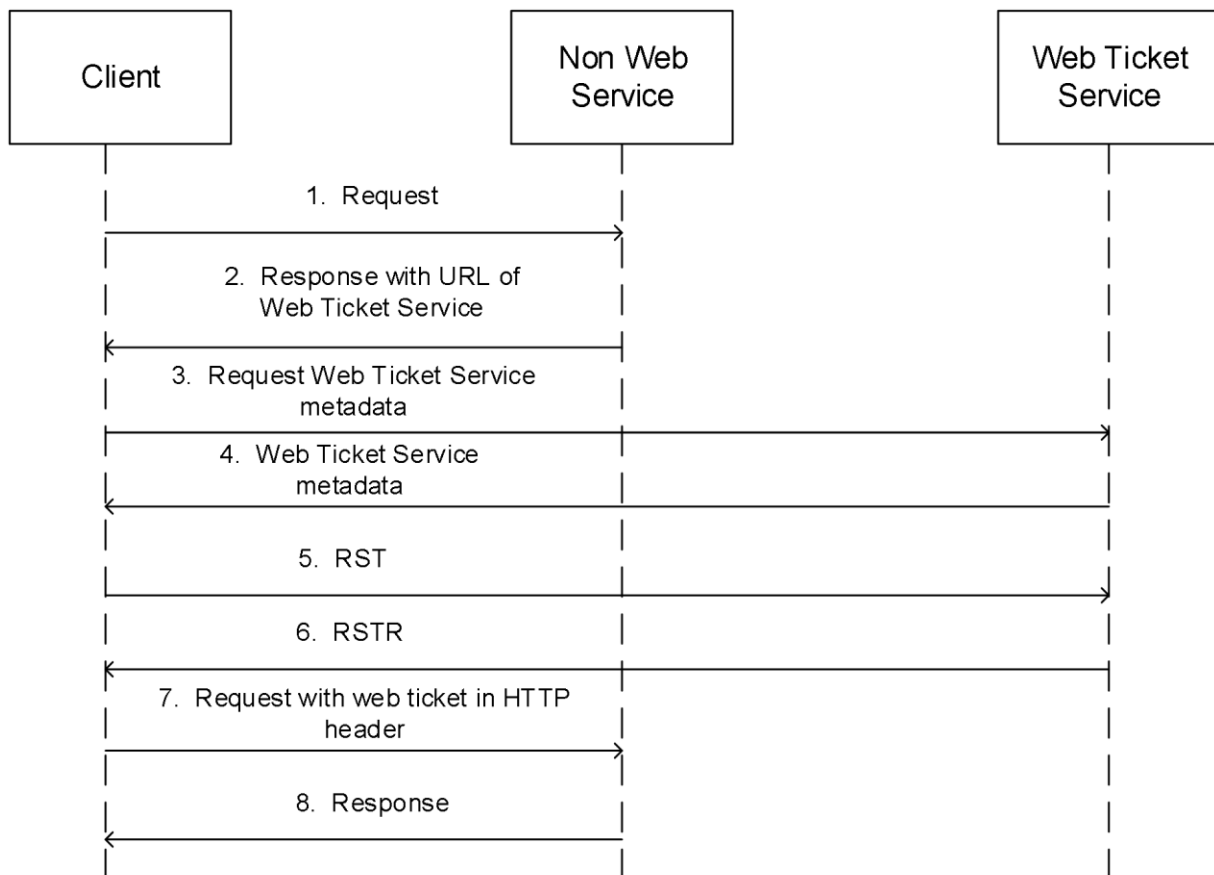 Client
Non Web
Service
Web Ticket
Service
1. Request
2. Response with URL of
Web Ticket Service
3. Request Web Ticket Service
metadata
4. Web Ticket Service
metadata
5. RST
6. RSTR
7. Request with web ticket in HTTP
header
8. Response